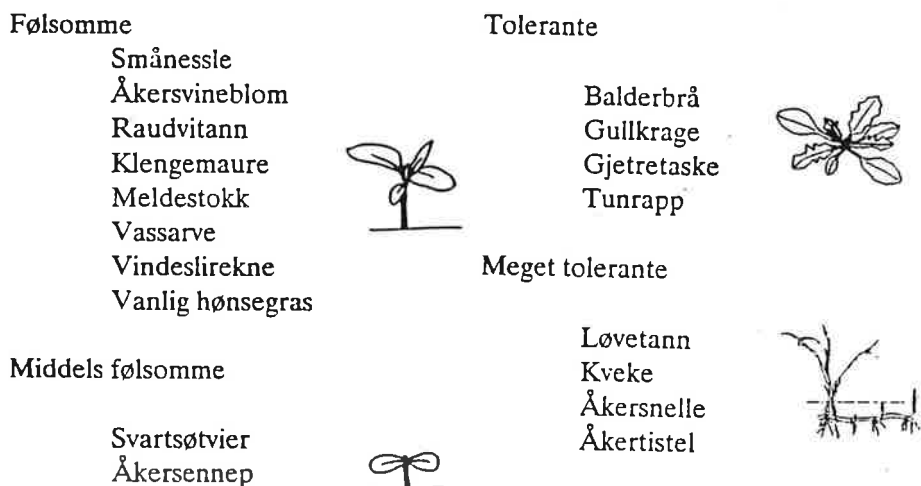 Følsomme
Smånessle
Åkersvineblom
Raudvitann
Klengemaure
Meldestokk
Vassarve
Vindeslirekne
Vanlig hønsegras
Middels følsomme
Svartsøtvier
Åkersennep
Tolerante
Balderbrå
Gullkrage
Gjetretaske
Tunrapp
Meget tolerante
Løvetann
Kveke
Åkersnelle
Åkertistel